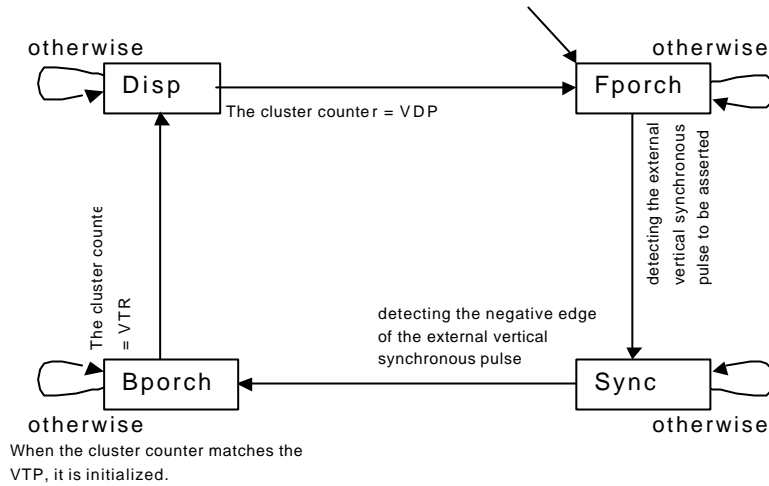 otherwise
otherwise
Disp
Fporch
The cluster counter = VDP
detecting the external
vertical synchronous
pulse to be asserted
The cluster counte
= VTR
detecting the negative edge
of the external vertical
synchronous pulse
Bporch
Sync
otherwise
otherwise
When the cluster counter matches the
VTP, it is initialized.